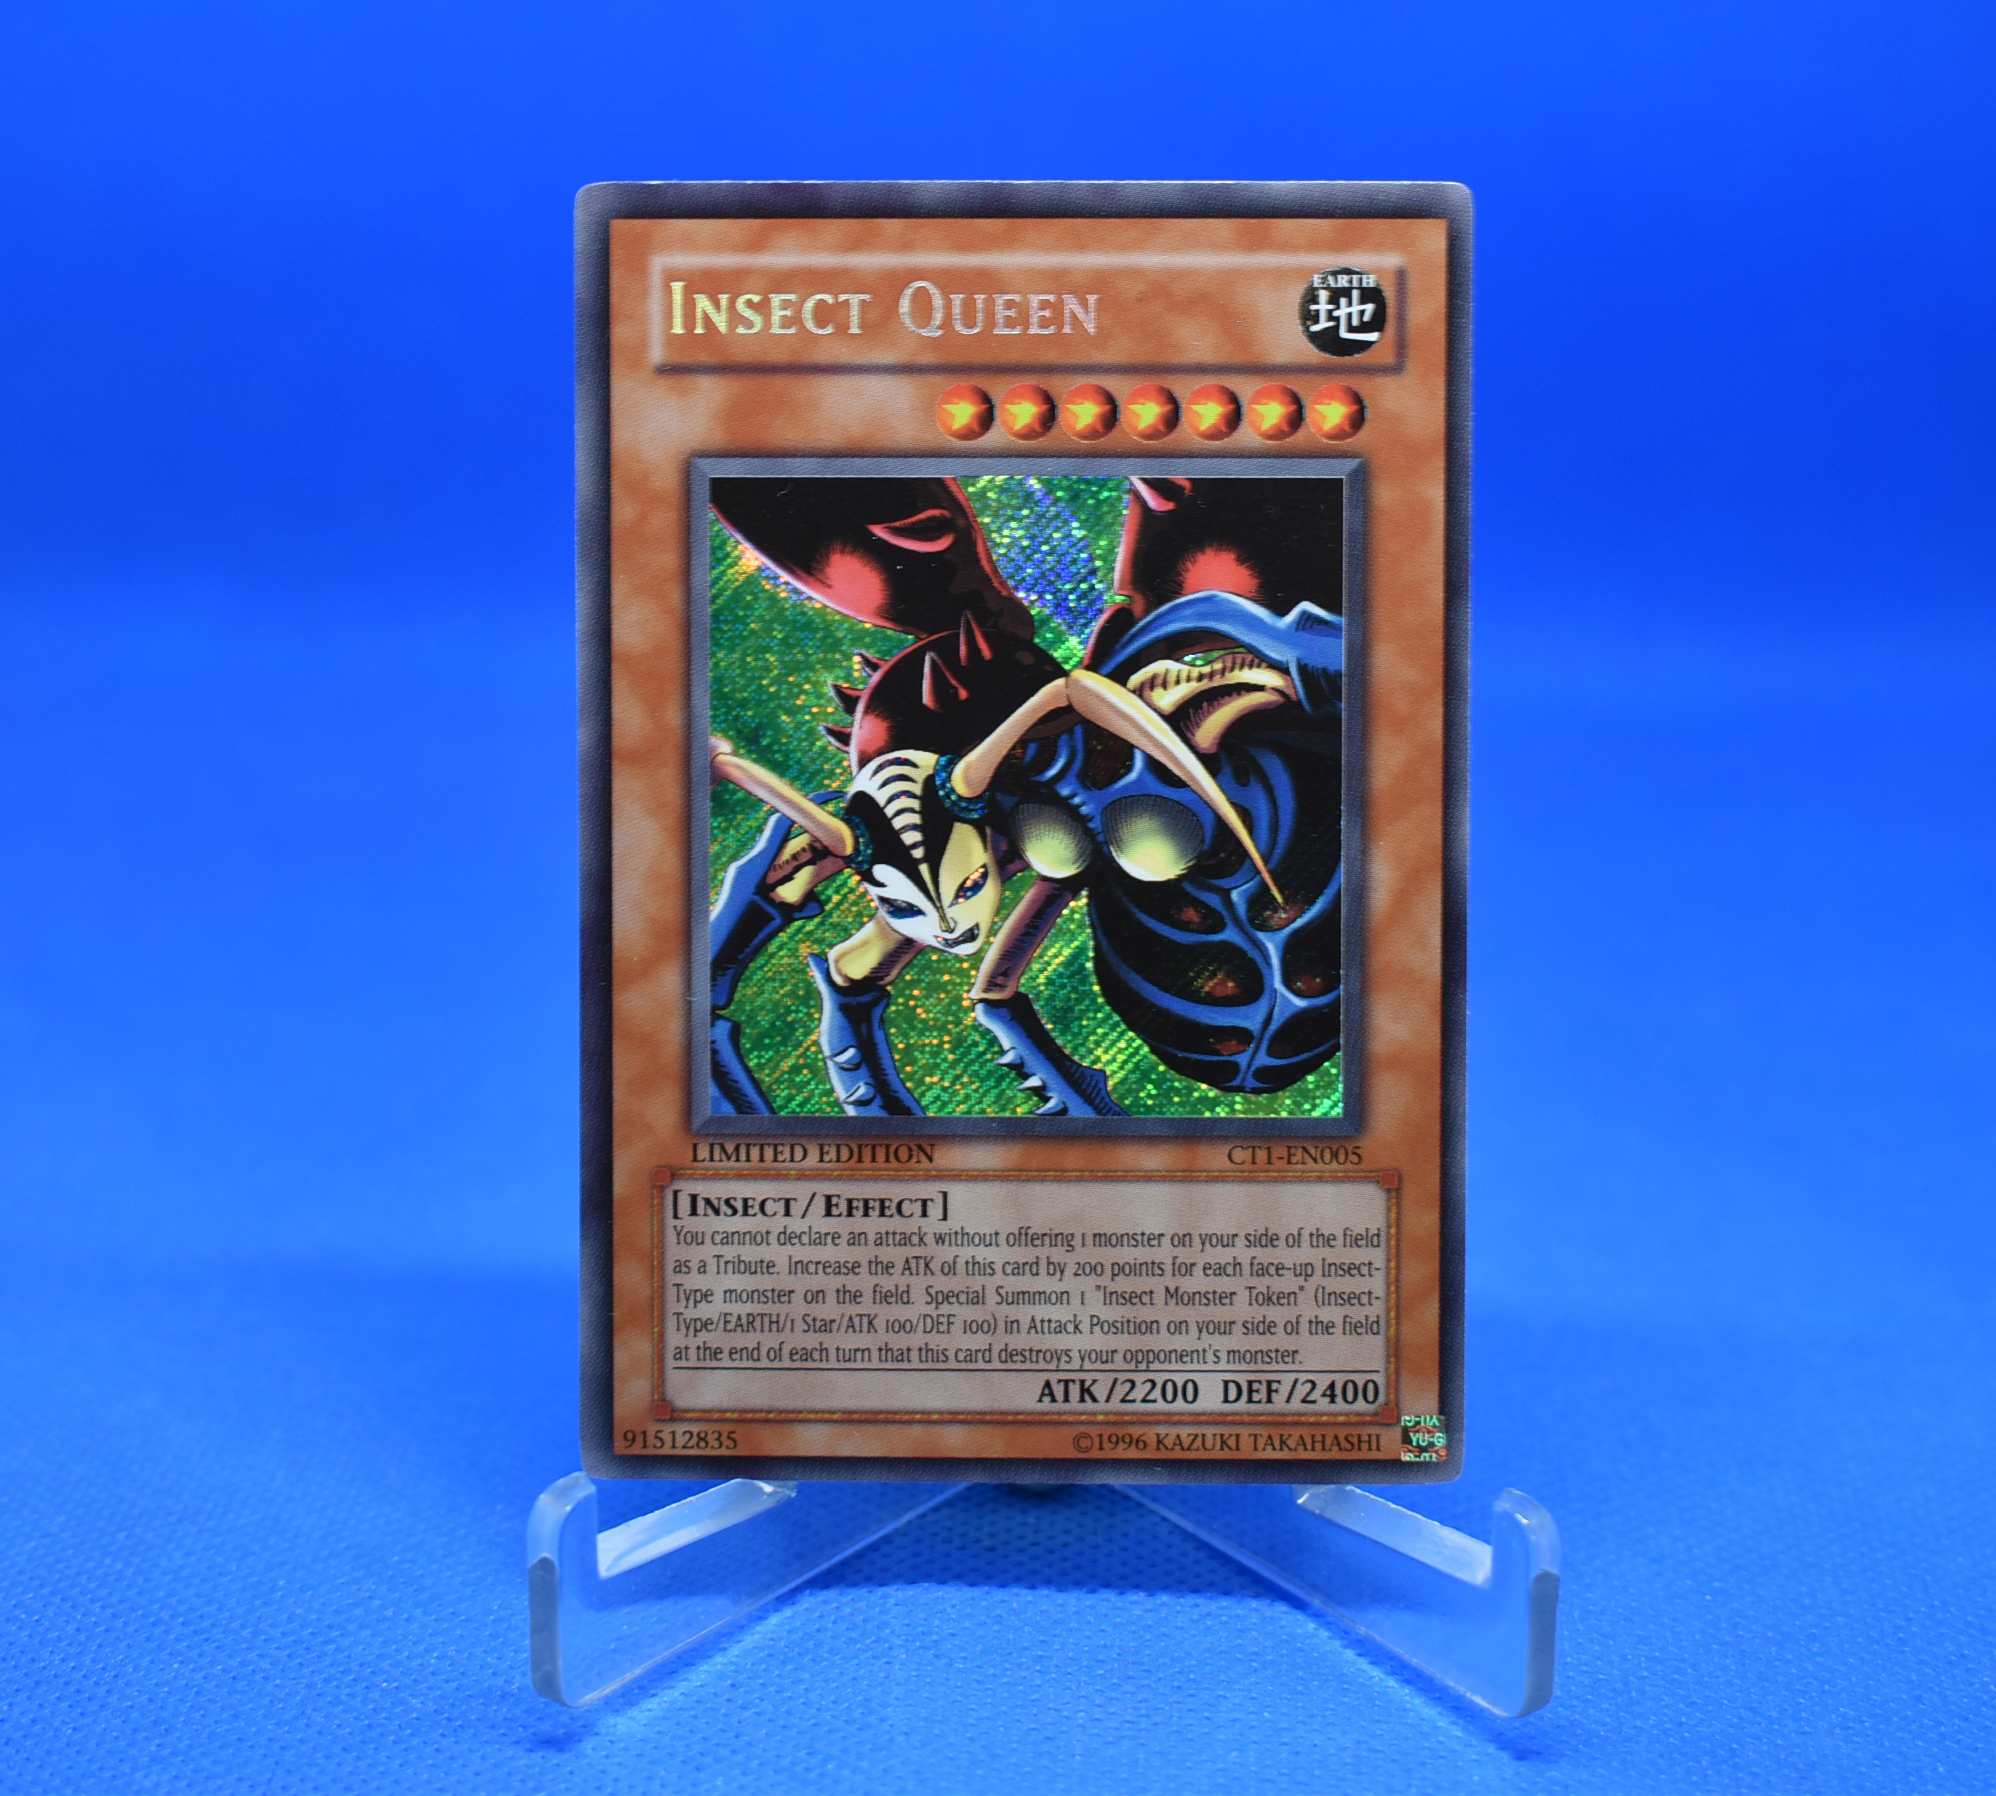 INSECT QUEEN
EARTH
地
LIMITED EDITION CT1-EN005
[INSECT/EFFECT]
You cannot declare an attack without offering 1 monster on your side of the field
as a Tribute. Increase the ATK of this card by 200 points for each face-up Insect-
Type monster on the field. Special Summon 1 "Insect Monster Token" (Insect-
Type/EARTH/1 Star/ATK 100/DEF 100) in Attack Position on your side of the field
at the end of each turn that this card destroys your opponent's monster.
ATK/2200 DEF/2400
91512835 ©1996 KAZUKI TAKAHASHI
YU-G